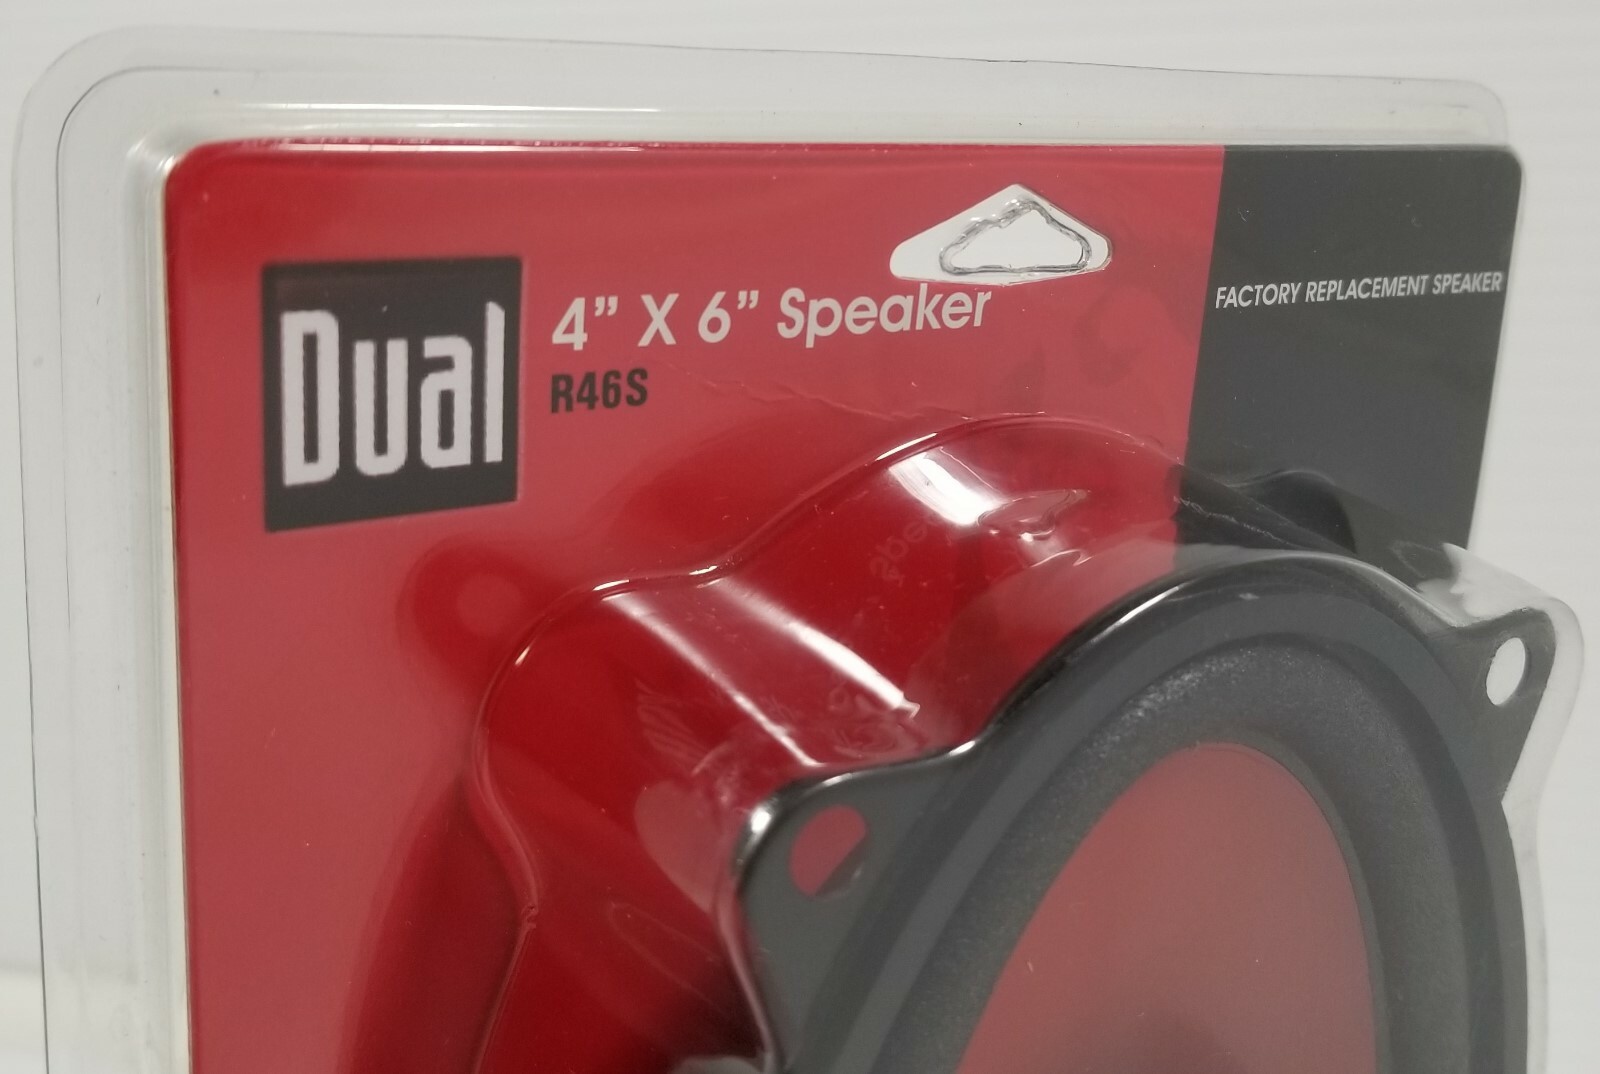 Dual
4” X 6” Speaker
R46S
FACTORY REPLACEMENT SPEAKER